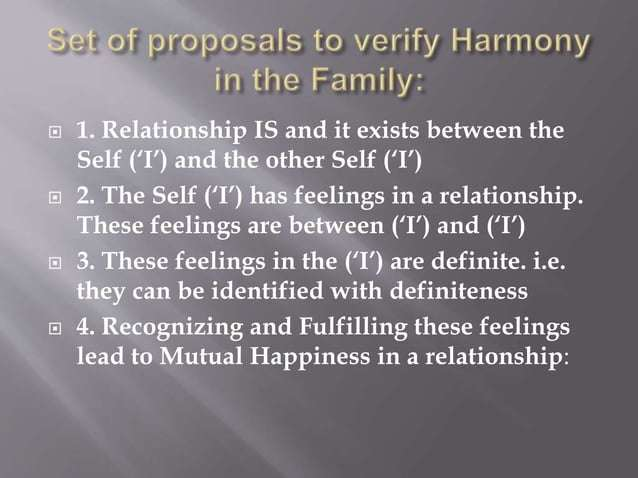 Set of proposals to verify Harmony
in the Family:
1. Relationship IS and it exists between the
Self (‘I’) and the other Self (‘I’)
2. The Self (‘I’) has feelings in a relationship.
These feelings are between (‘I’) and (‘I’)
3. These feelings in the (‘I’) are definite. i.e.
they can be identified with definiteness
4. Recognizing and Fulfilling these feelings
lead to Mutual Happiness in a relationship: